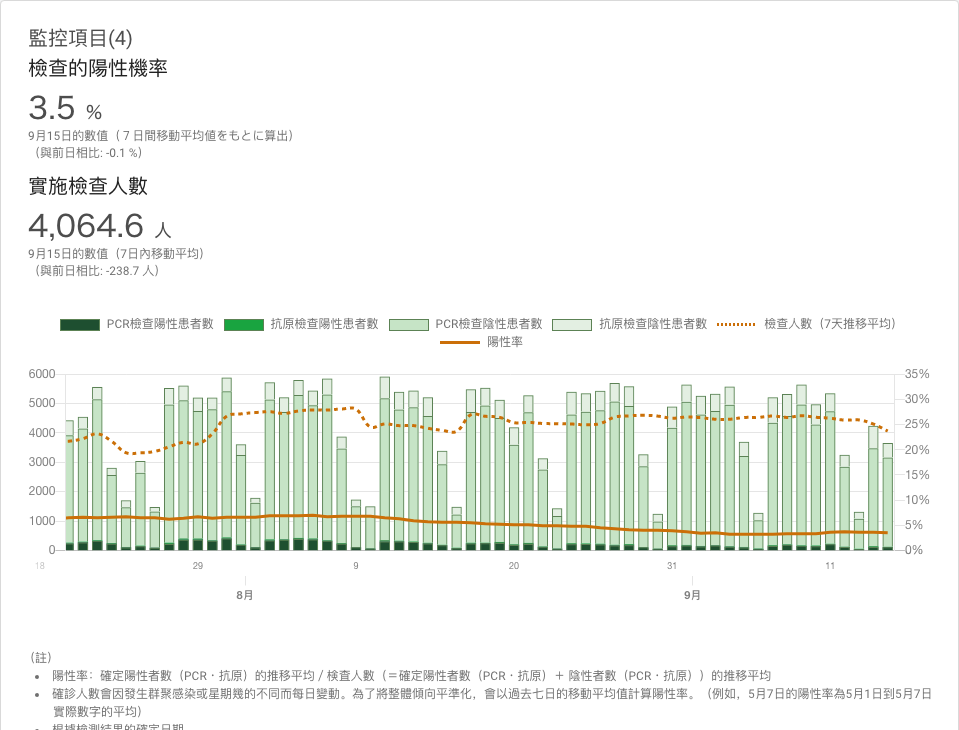 監控項目(4)
檢查的陽性機率
3.5 %
9月15日的數值（７日間移動平均値をもとに算出）
（與前日相比: -0.1 %）
實施檢查人數
4,064.6 人
9月15日的數值（7日內移動平均）
（與前日相比: -238.7 人）
PCR檢查陽性患者數 抗原檢查陽性患者數 PCR檢查陰性患者數 抗原檢查陰性患者數 檢查人數（7天推移平均）
陽性率
6000 35%
5000 30%
4000 25%
3000 20%
2000 15%
1000 10%
0 5%
0%
18 29 9 20 31 11
8月 9月
（註）
• 陽性率：確定陽性者數（PCR・抗原）的推移平均 / 檢查人數（＝確定陽性者數（PCR・抗原）＋ 陰性者數（PCR・抗原））的推移平均
• 確診人數會因發生群聚感染或星期幾的不同而每日變動。為了將整體傾向平準化，會以過去七日的移動平均值計算陽性率。（例如，5月7日的陽性率為5月1日到5月7日
實際數字的平均）
• 根據檢測結果的確定日期